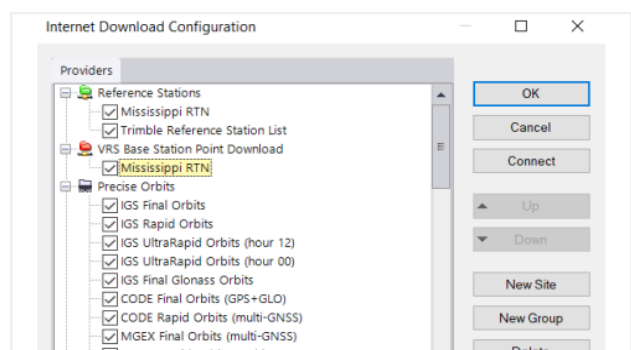 Internet Download Configuration
Providers
Reference Stations
Mississippi RTN
Trimble Reference Station List
VRS Base Station Point Download
Mississippi RTN
Precise Orbits
IGS Final Orbits
IGS Rapid Orbits
IGS UltraRapid Orbits (hour 12)
IGS UltraRapid Orbits (hour 00)
IGS Final Glonass Orbits
CODE Final Orbits (GPS+GLO)
CODE Rapid Orbits (multi-GNSS)
MGEX Final Orbits (multi-GNSS)
OK
Cancel
Connect
Up
Down
New Site
New Group
Delete